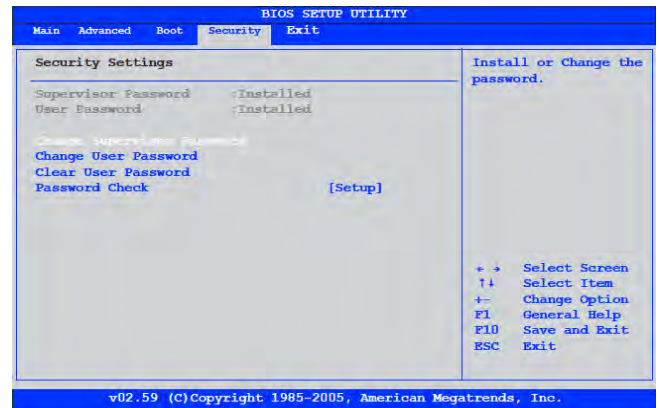 BIOS SETUP UTILITY
Main Advanced Boot Security Exit
Security Settings
Supervisor Password :Installed
User Password :Installed
Change Supervisor Password
Change User Password
Clear User Password
Password Check [Setup]
Install or Change the
password.
← → Select Screen
↑↓ Select Item
+- Change Option
F1 General Help
F10 Save and Exit
ESC Exit
v02.59 (C)Copyright 1985-2005, American Megatrends, Inc.